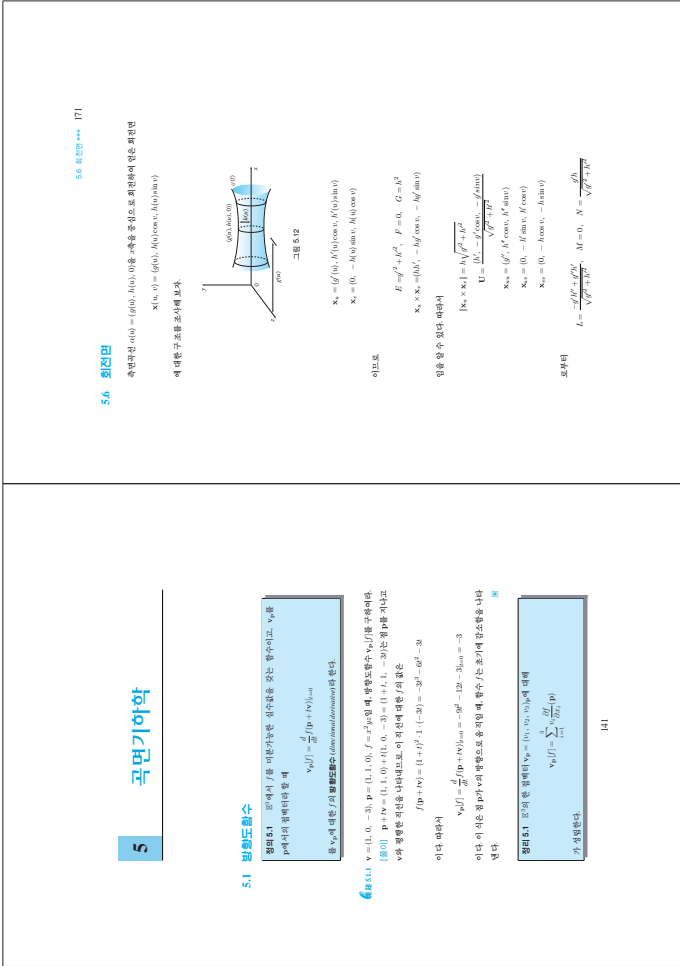 5 곡면기하학
5.1 방향도함수
정의 5.1 E³에서 f를 미분가능한 실수값을 갖는 함수이고, v_p를
p에서의 접벡터라 할 때
v_p[f] = d/dt f(p+tv)|_{t=0}
를 v_p에 대한 f의 방향도함수(directional derivative)라 한다.
예제 5.1.1 v = (1, 0, −3), p = (1, 1, 0), f = x²yz일 때, 방향도함수 v_p[f]를 구하여라.
[풀이] p+tv = (1, 1, 0)+t(1, 0, −3) = (1+t, 1, −3t)는 점 p를 지나고
v와 평행한 직선을 나타내므로, 이 직선에 대한 f의 값은
f(p+tv) = (1+t)²·1·(−3t) = −3t³−6t²−3t
이다. 따라서
v_p[f] = d/dt f(p+tv)|_{t=0} = −9t²−12t−3|_{t=0} = −3
이다. 이 식은 점 p가 v의 방향으로 움직일 때, 함수 f는 초기에 감소함을 나타
낸다.
정리 5.1 E³의 한 접벡터 v_p = (v₁, v₂, v₃)_p에 대해
v_p[f] = ∑_{i=1}^{3} v_i ∂f/∂x_i (p)
가 성립한다.
141
5.6 회전면 ••• 171
5.6 회전면
측면곡선 α(u) = (g(u), h(u), 0)을 x축을 중심으로 회전하여 얻은 회전면
x(u, v) = (g(u), h(u)cos v, h(u)sin v)
에 대한 구조를 조사해 보자.
y
(g(u), h(u), 0)
α(t)
h(u)
0
x
g(u)
z
그림 5.12
x_u = (g′(u), h′(u)cos v, h′(u)sin v)
x_v = (0, −h(u)sin v, h(u)cos v)
이므로
E = g′²+h′², F = 0, G = h²
x_u × x_v = (hh′, −hg′cos v, −hg′sin v)
임을 알 수 있다. 따라서
|x_u × x_v| = h√(g′²+h′²)
U = (h′, −g′cos v, −g′sin v)/√(g′²+h′²)
x_uu = (g″, h″cos v, h″sin v)
x_uv = (0, −h′sin v, h′cos v)
x_vv = (0, −h cos v, −h sin v)
로부터
L = (−g′h″+g″h′)/√(g′²+h′²), M = 0, N = g′h/√(g′²+h′²)